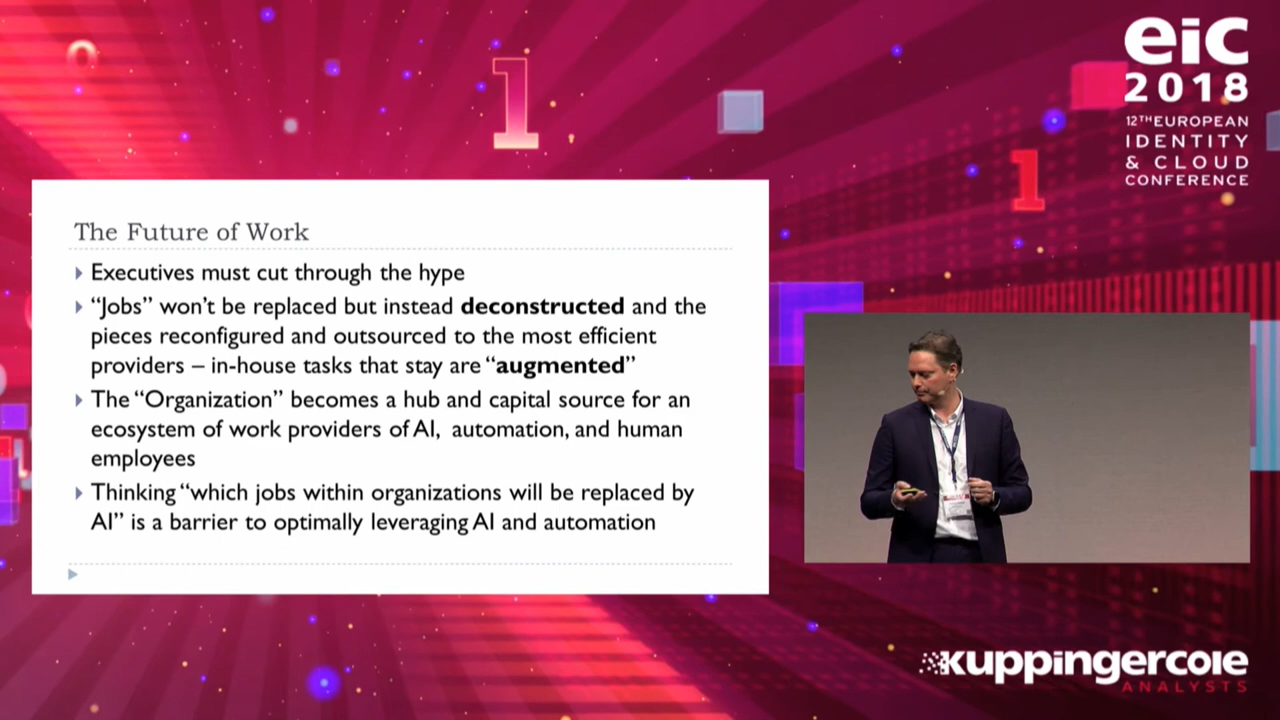 eic
2018
12TH EUROPEAN
IDENTITY
& CLOUD
CONFERENCE
The Future of Work
Executives must cut through the hype
“Jobs” won’t be replaced but instead deconstructed and the
pieces reconfigured and outsourced to the most efficient
providers – in-house tasks that stay are “augmented”
The “Organization” becomes a hub and capital source for an
ecosystem of work providers of AI, automation, and human
employees
Thinking “which jobs within organizations will be replaced by
AI” is a barrier to optimally leveraging AI and automation
kuppingercole
ANALYSTS
0
1
1